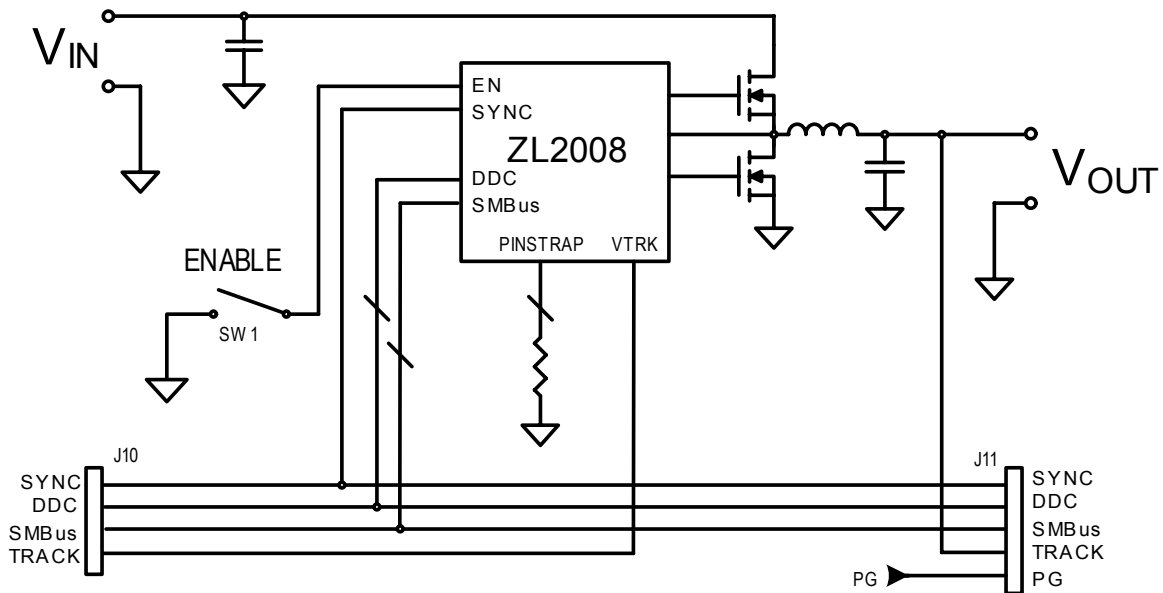 VIN
EN
SYNC
ZL2008
DDC
SMBus
PINSTRAP VTRK
VOUT
ENABLE
SW1
J10
SYNC
DDC
SMBus
TRACK
J11
SYNC
DDC
SMBus
TRACK
PG PG